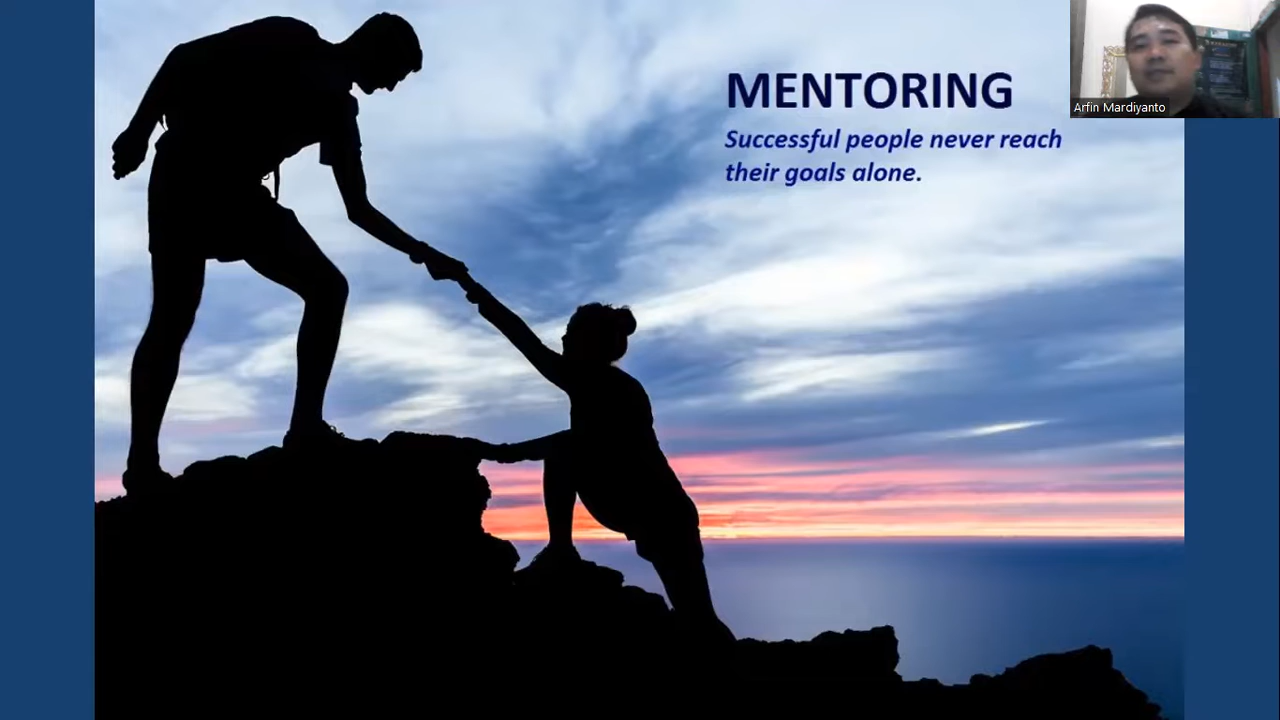 MENTORING
Successful people never reach
their goals alone.
Arfin Mardiyanto